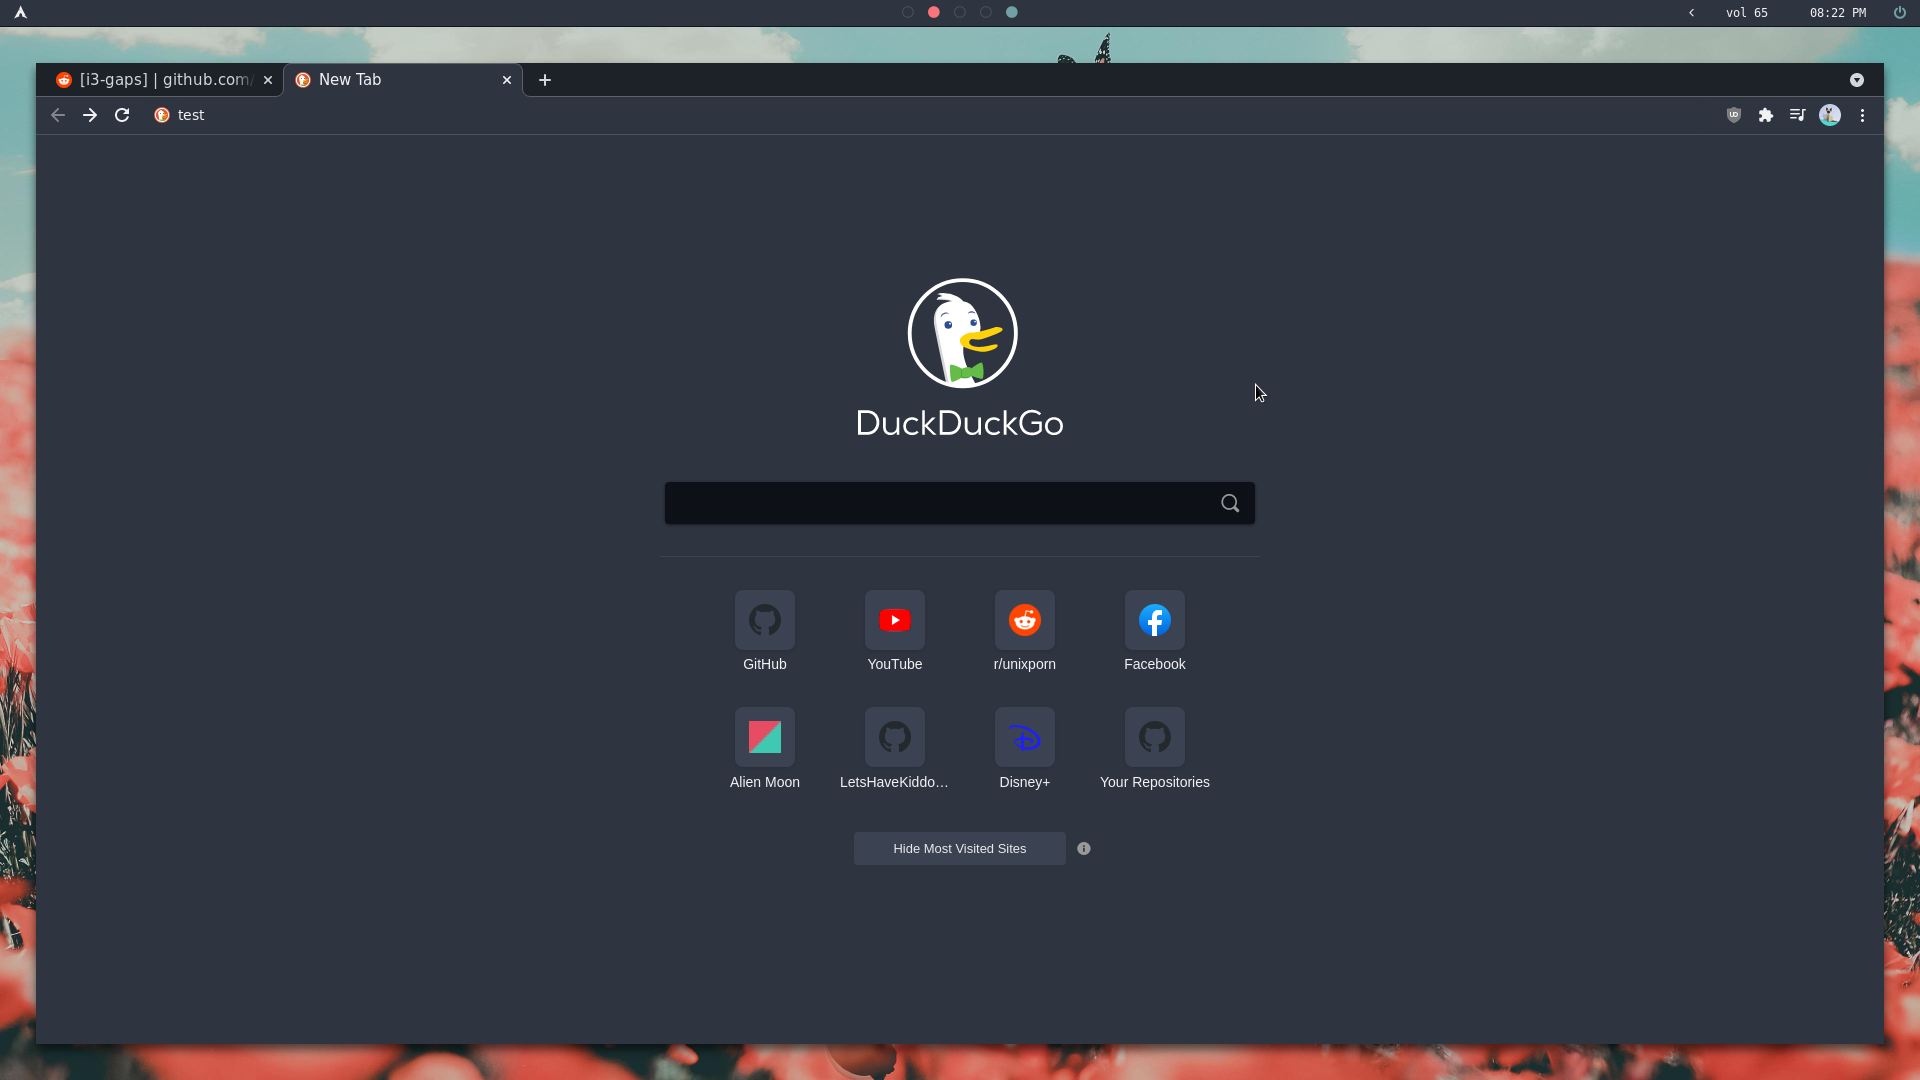 vol 65
08:22 PM
[i3-gaps] | github.com/
New Tab
test
DuckDuckGo
GitHub
YouTube
r/unixporn
Facebook
Alien Moon
LetsHaveKiddo…
Disney+
Your Repositories
Hide Most Visited Sites